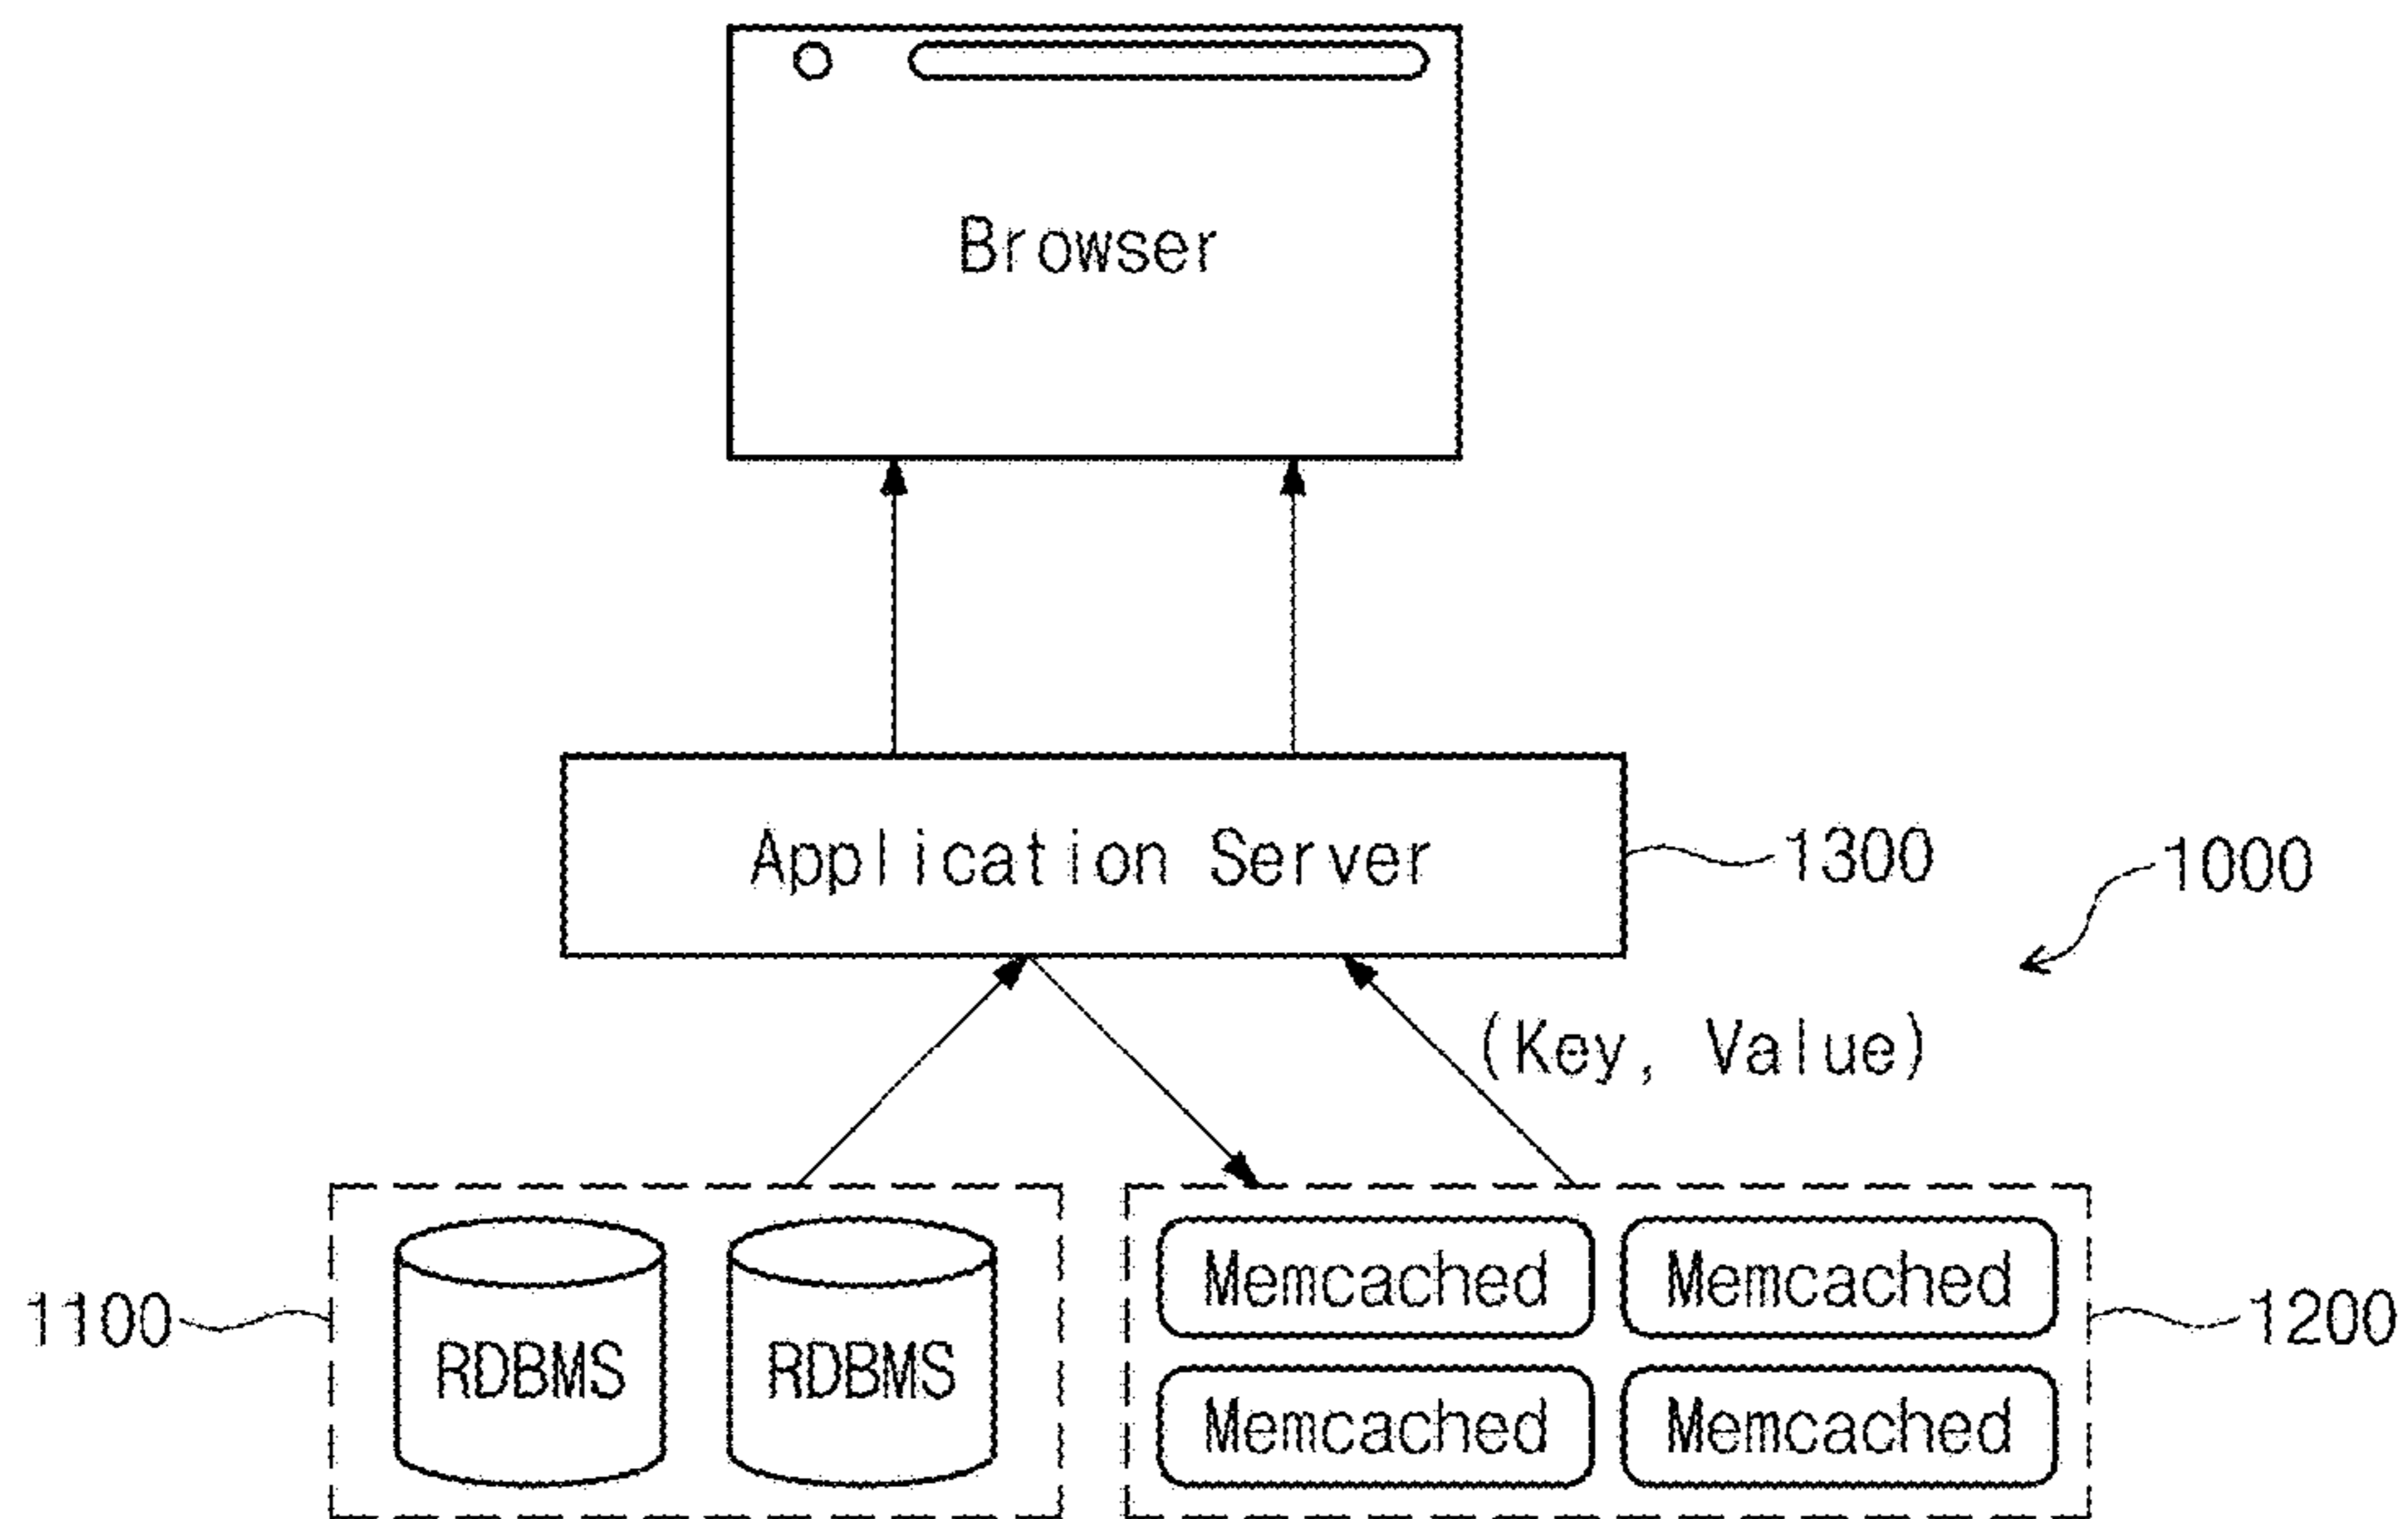 Browser
Application Server
1300
1000
(Key, Value)
1100
RDBMS
RDBMS
Memcached
Memcached
Memcached
Memcached
1200